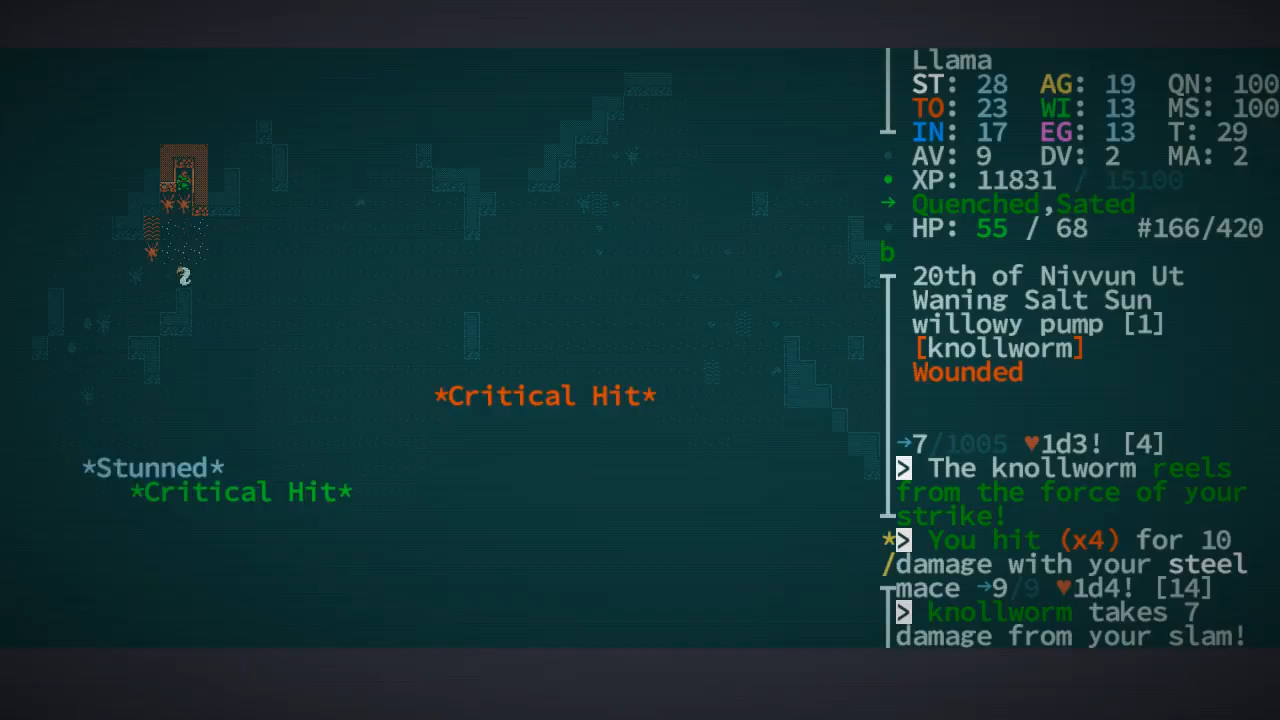 Llama
ST: 28 AG: 19 QN: 100
TO: 23 WI: 13 MS: 100
IN: 17 EG: 13 T: 29
AV: 9 DV: 2 MA: 2
XP: 11831 / 15100
Quenched,Sated
HP: 55 / 68 #166/420
b
20th of Nivvun Ut
Waning Salt Sun
willowy pump [1]
[knollworm]
Wounded
*Critical Hit*
*Stunned*
*Critical Hit*
→7/1005 ♥1d3! [4]
> The knollworm reels
from the force of your
strike!
*> You hit (x4) for 10
/damage with your steel
mace →9/9 ♥1d4! [14]
> knollworm takes 7
damage from your slam!